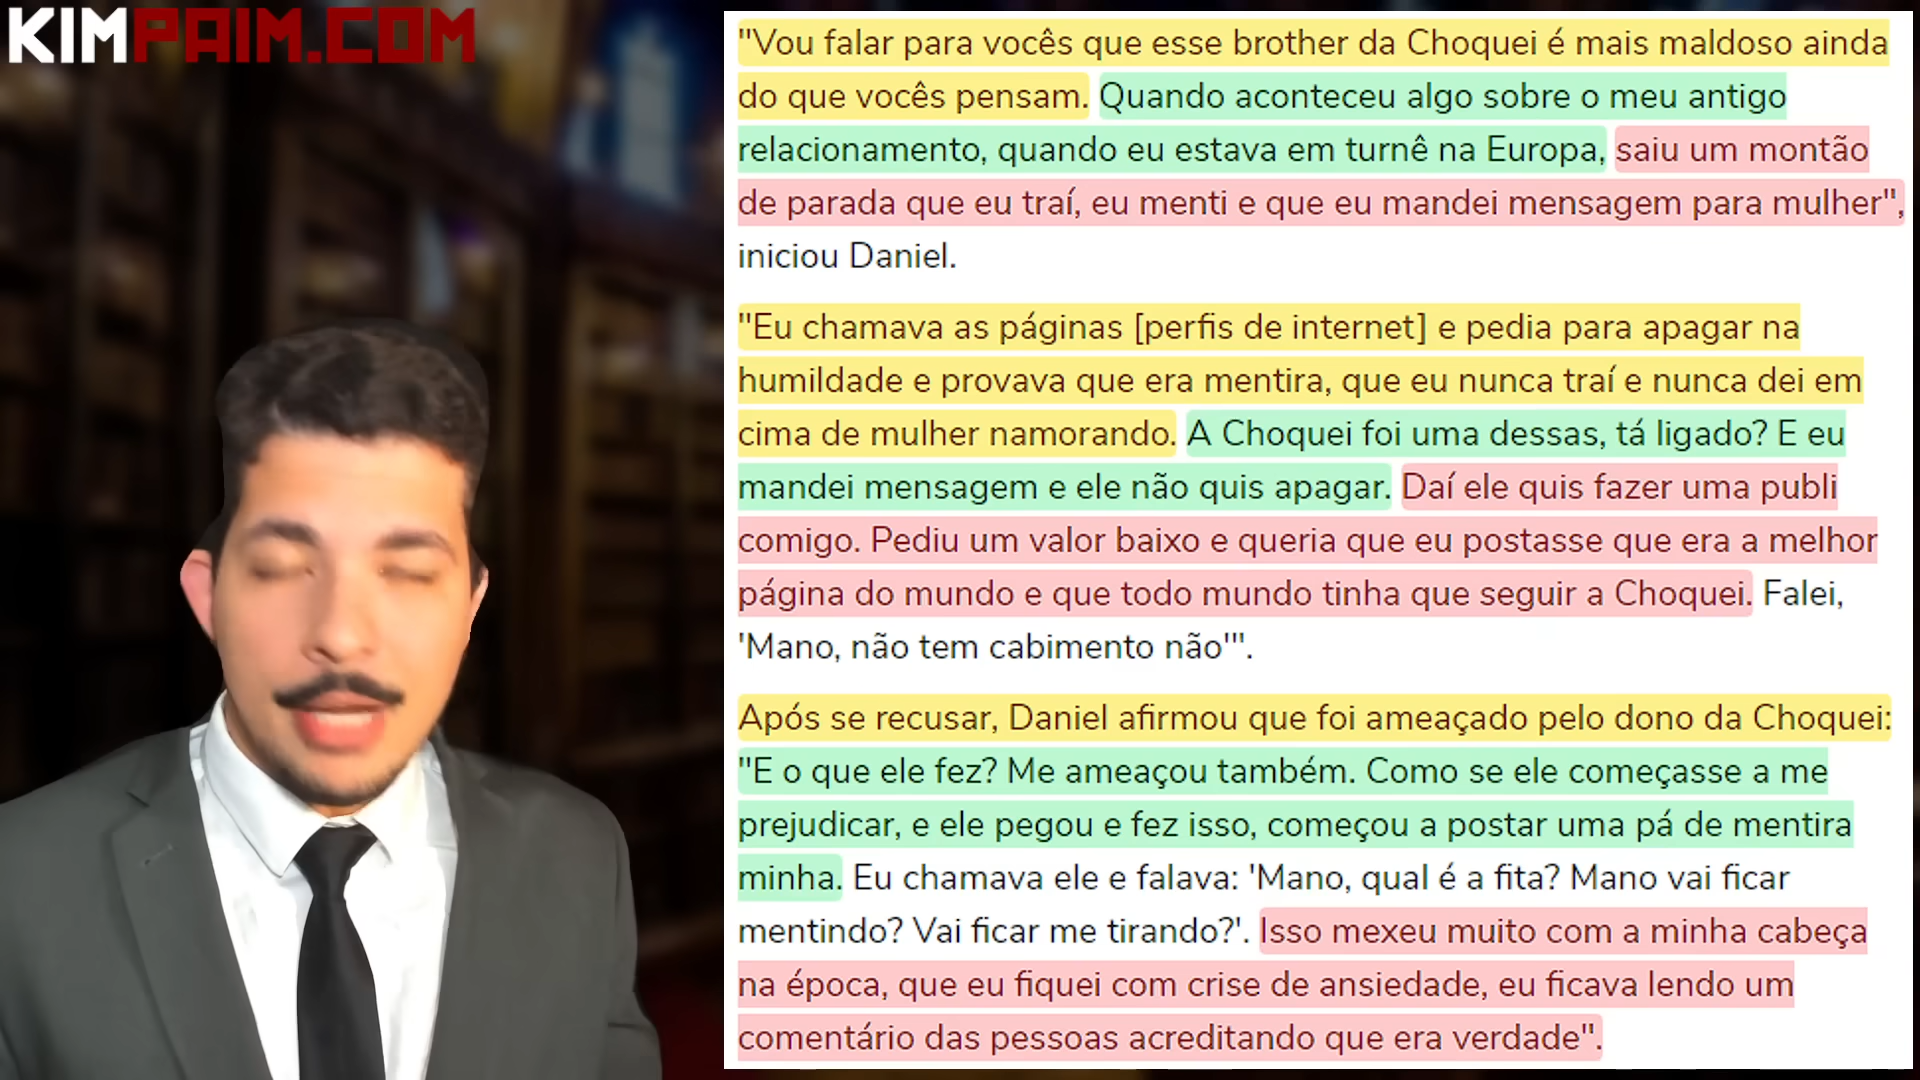 KIMPAIM.COM
"Vou falar para vocês que esse brother da Choquei é mais maldoso ainda
do que vocês pensam. Quando aconteceu algo sobre o meu antigo
relacionamento, quando eu estava em turnê na Europa, saiu um montão
de parada que eu traí, eu menti e que eu mandei mensagem para mulher",
iniciou Daniel.
"Eu chamava as páginas [perfis de internet] e pedia para apagar na
humildade e provava que era mentira, que eu nunca traí e nunca dei em
cima de mulher namorando. A Choquei foi uma dessas, tá ligado? E eu
mandei mensagem e ele não quis apagar. Daí ele quis fazer uma publi
comigo. Pediu um valor baixo e queria que eu postasse que era a melhor
página do mundo e que todo mundo tinha que seguir a Choquei. Falei,
'Mano, não tem cabimento não'".
Após se recusar, Daniel afirmou que foi ameaçado pelo dono da Choquei:
"E o que ele fez? Me ameaçou também. Como se ele começasse a me
prejudicar, e ele pegou e fez isso, começou a postar uma pá de mentira
minha. Eu chamava ele e falava: 'Mano, qual é a fita? Mano vai ficar
mentindo? Vai ficar me tirando?'. Isso mexeu muito com a minha cabeça
na época, que eu fiquei com crise de ansiedade, eu ficava lendo um
comentário das pessoas acreditando que era verdade".